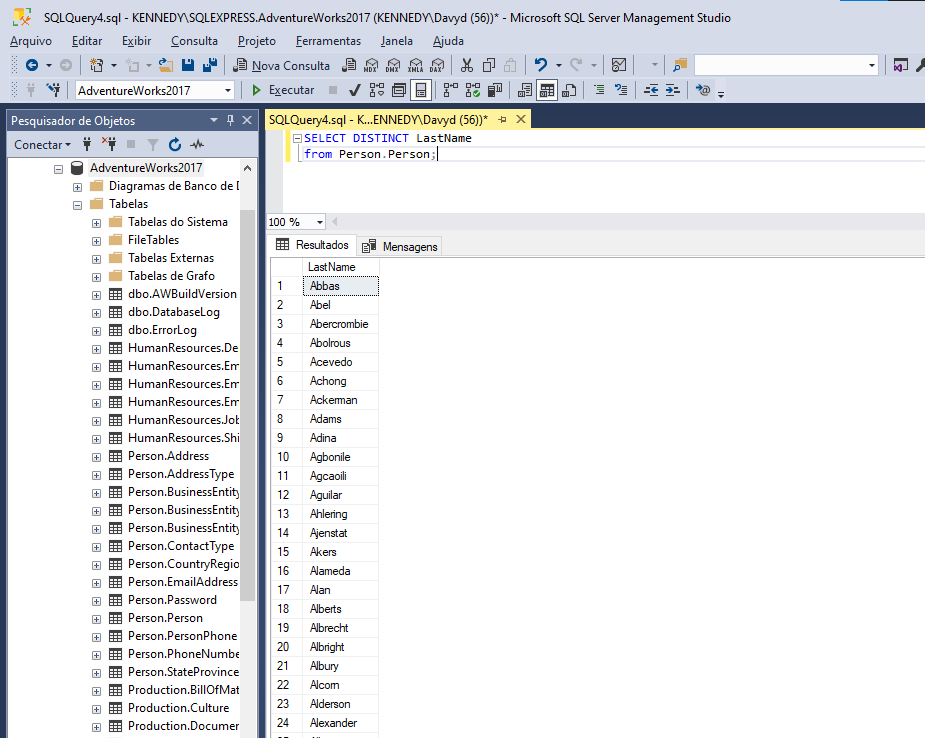 SQLQuery4.sql - KENNEDY\SQLEXPRESS.AdventureWorks2017 (KENNEDY\Davyd (56))* - Microsoft SQL Server Management Studio
Arquivo Editar Exibir Consulta Projeto Ferramentas Janela Ajuda
Nova Consulta MDX DMX XMLA DAX
AdventureWorks2017 Executar
Pesquisador de Objetos
Conectar
AdventureWorks2017
Diagramas de Banco de D
Tabelas
Tabelas do Sistema
FileTables
Tabelas Externas
Tabelas de Grafo
dbo.AWBuildVersion
dbo.DatabaseLog
dbo.ErrorLog
HumanResources.De
HumanResources.Em
HumanResources.Em
HumanResources.Em
HumanResources.Job
HumanResources.Shi
Person.Address
Person.AddressType
Person.BusinessEntity
Person.BusinessEntity
Person.BusinessEntity
Person.ContactType
Person.CountryRegio
Person.EmailAddress
Person.Password
Person.Person
Person.PersonPhone
Person.PhoneNumbe
Person.StateProvince
Production.BillOfMat
Production.Culture
Production.Documen
SQLQuery4.sql - K...ENNEDY\Davyd (56))*
SELECT DISTINCT LastName
from Person.Person;
100 %
Resultados Mensagens
LastName
1 Abbas
2 Abel
3 Abercrombie
4 Abolrous
5 Acevedo
6 Achong
7 Ackerman
8 Adams
9 Adina
10 Agbonile
11 Agcaoili
12 Aguilar
13 Ahlering
14 Ajenstat
15 Akers
16 Alameda
17 Alan
18 Alberts
19 Albrecht
20 Albright
21 Albury
22 Alcorn
23 Alderson
24 Alexander